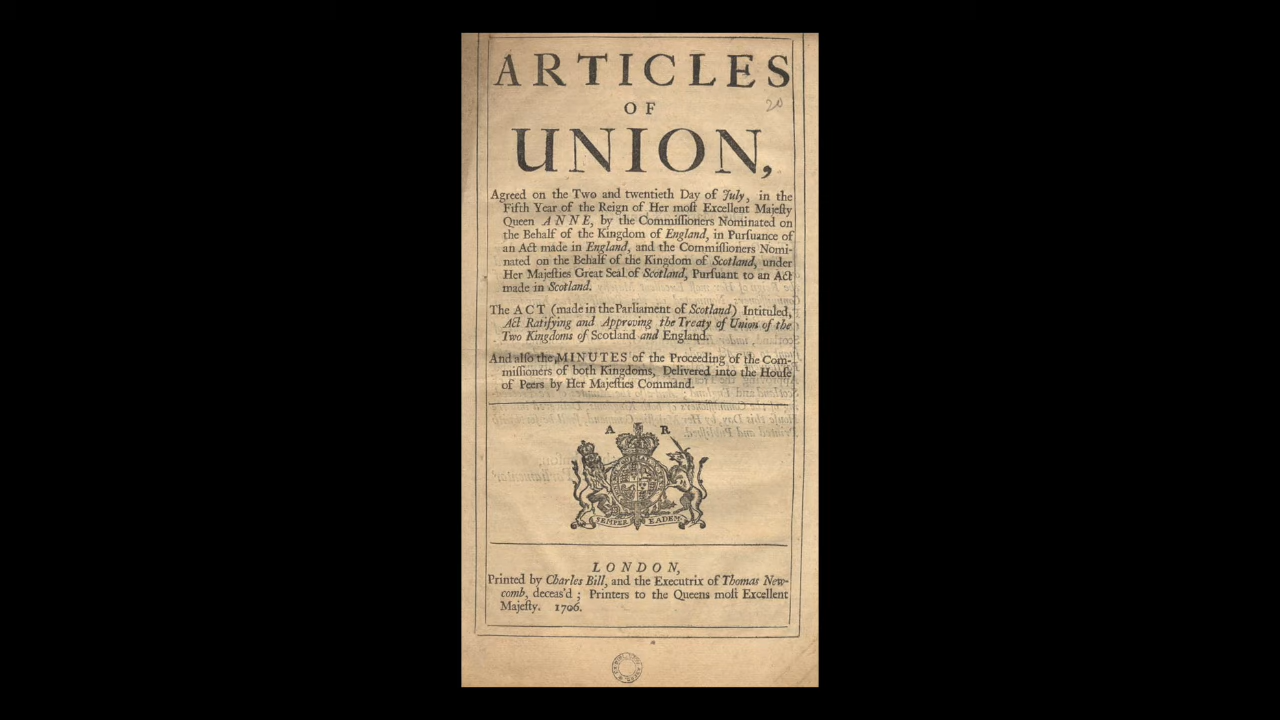 ARTICLES
20
OF
UNION,
Agreed on the Two and twentieth Day of July, in the
Fifth Year of the Reign of Her moſt Excellent Majeſty
Queen ANNE, by the Commiſſioners Nominated on
the Behalf of the Kingdom of England, in Purſuance of
an Act made in England, and the Commiſſioners Nomi-
nated on the Behalf of the Kingdom of Scotland, under
Her Majeſties Great Seal of Scotland, Purſuant to an Act
made in Scotland.
The ACT (made in the Parliament of Scotland) Intituled,
Act Ratifying and Approving the Treaty of Union of the
Two Kingdoms of Scotland and England.
And alſo the MINUTES of the Proceeding of the Com-
miſſioners of both Kingdoms, Delivered into the Houſe
of Peers by Her Majeſties Command.
A R
SEMPER EADEM
LONDON,
Printed by Charles Bill, and the Executrix of Thomas New-
comb, deceas'd ; Printers to the Queens moſt Excellent
Majeſty. 1706.